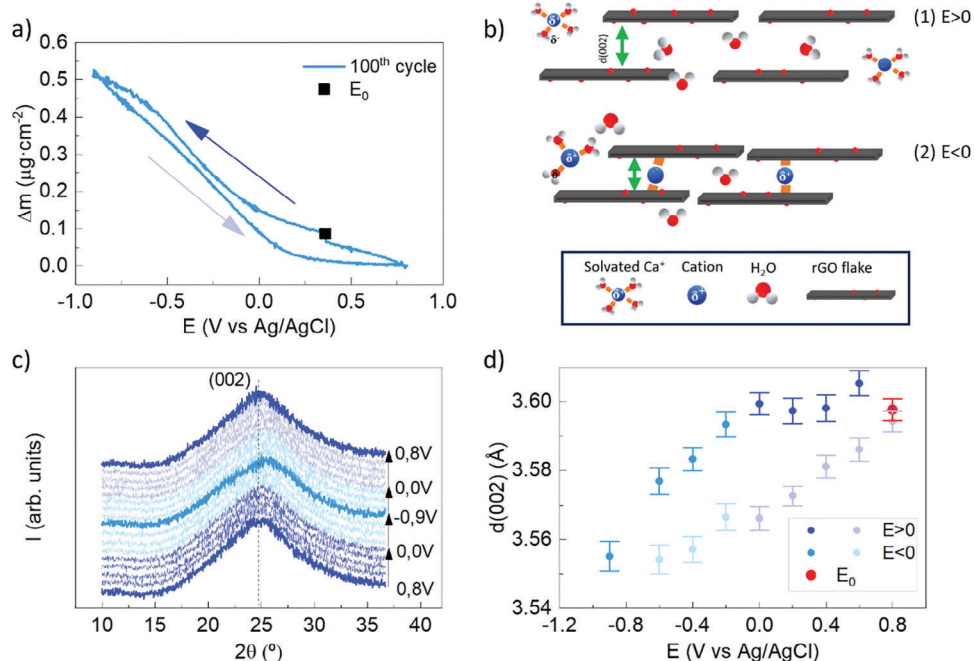 a)
Δm (µg·cm⁻²)
0.6
0.5
0.4
0.3
0.2
0.1
0.0
100ᵗʰ cycle
E₀
-1.0
-0.5
0.0
0.5
1.0
E (V vs Ag/AgCl)
b)
(1) E>0
δ⁻
d(002)
(2) E<0
δ⁺
δ⁺
δ⁺
Solvated Ca⁺
Cation
H₂O
rGO flake
δ⁺
δ⁺
c)
I (arb. units)
(002)
0,8V
0,0V
-0,9V
0,0V
0,8V
10
15
20
25
30
35
40
2θ (º)
d)
d(002) (Å)
3.60
3.58
3.56
3.54
E>0
E<0
E₀
-1.2
-0.8
-0.4
0.0
0.4
0.8
E (V vs Ag/AgCl)